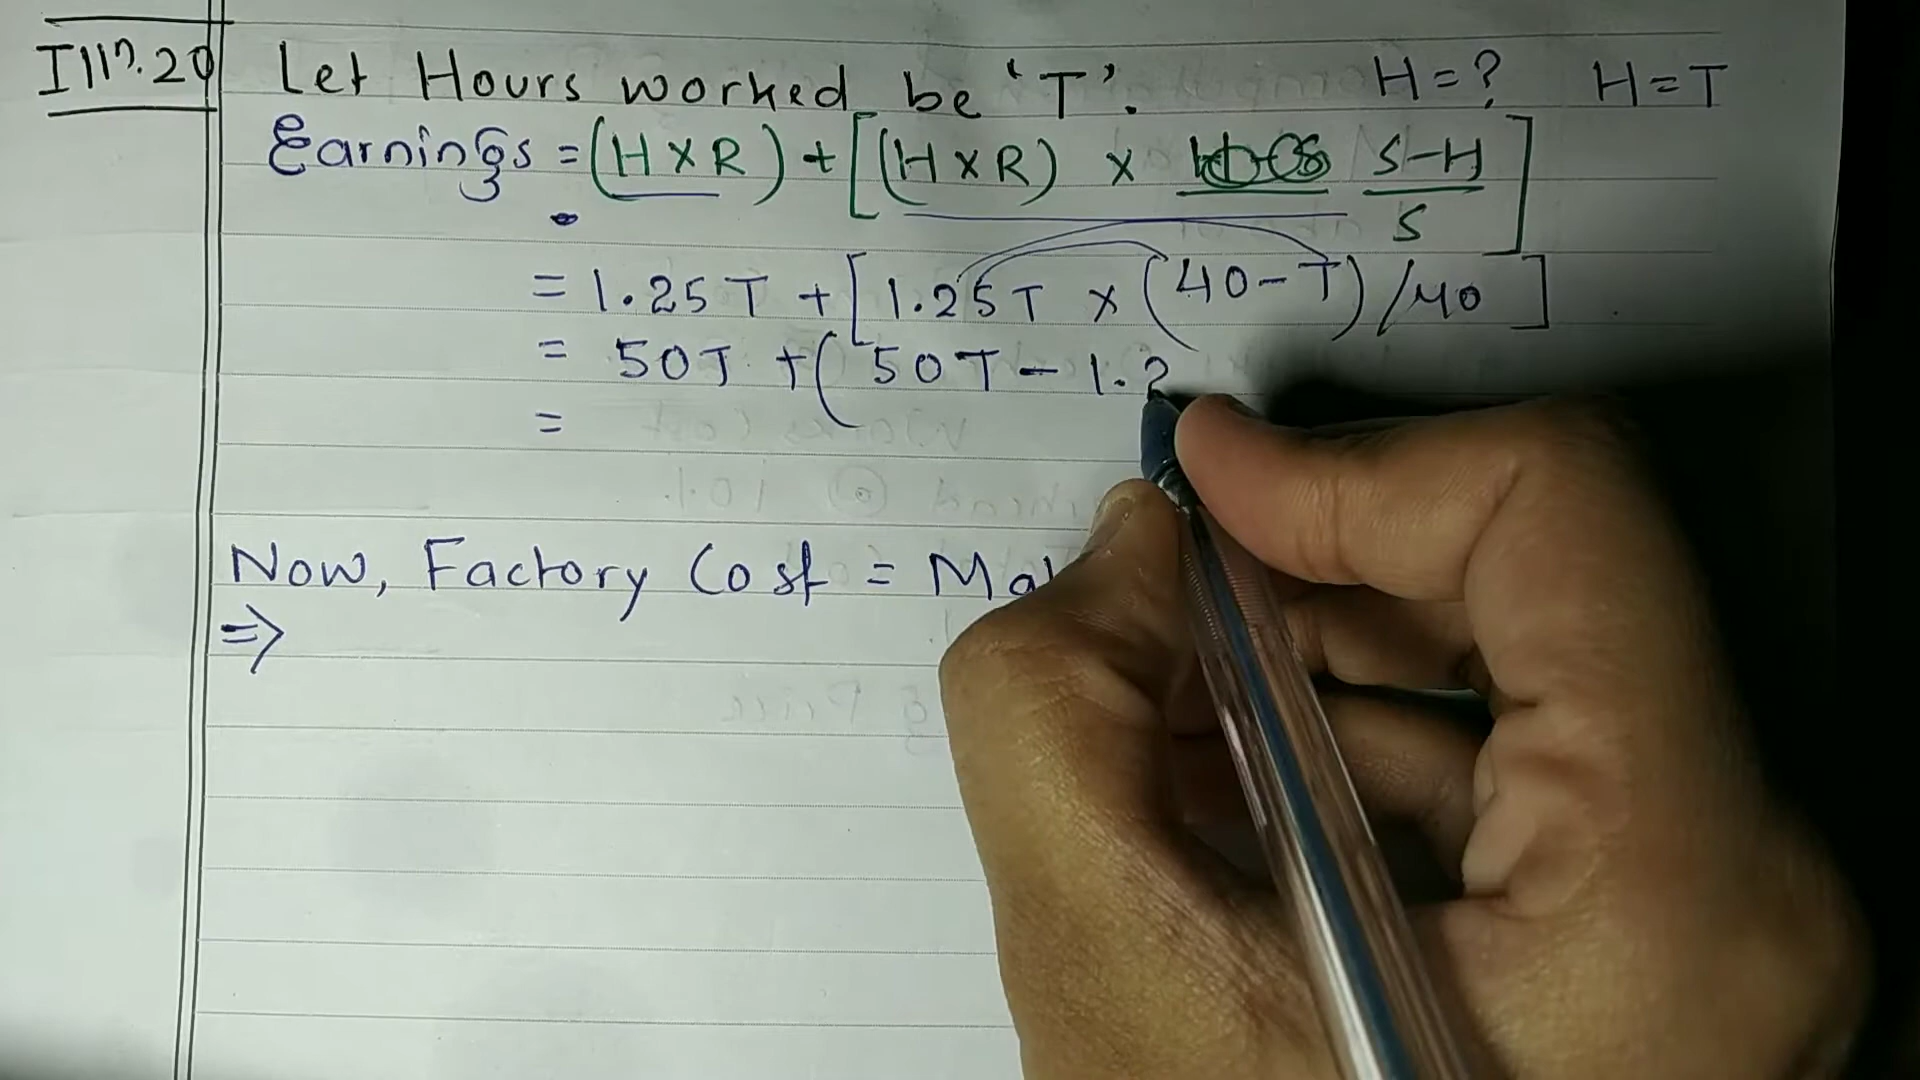 Illn.20 Let Hours worked be 'T'. H=? H=T
Earnings = (H×R) + [(H×R) × S-H/S]
= 1.25T + [1.25T × (40-T)/40]
= 50T + (50T - 1.2
=
Now, Factory Cost = Mat
⇒